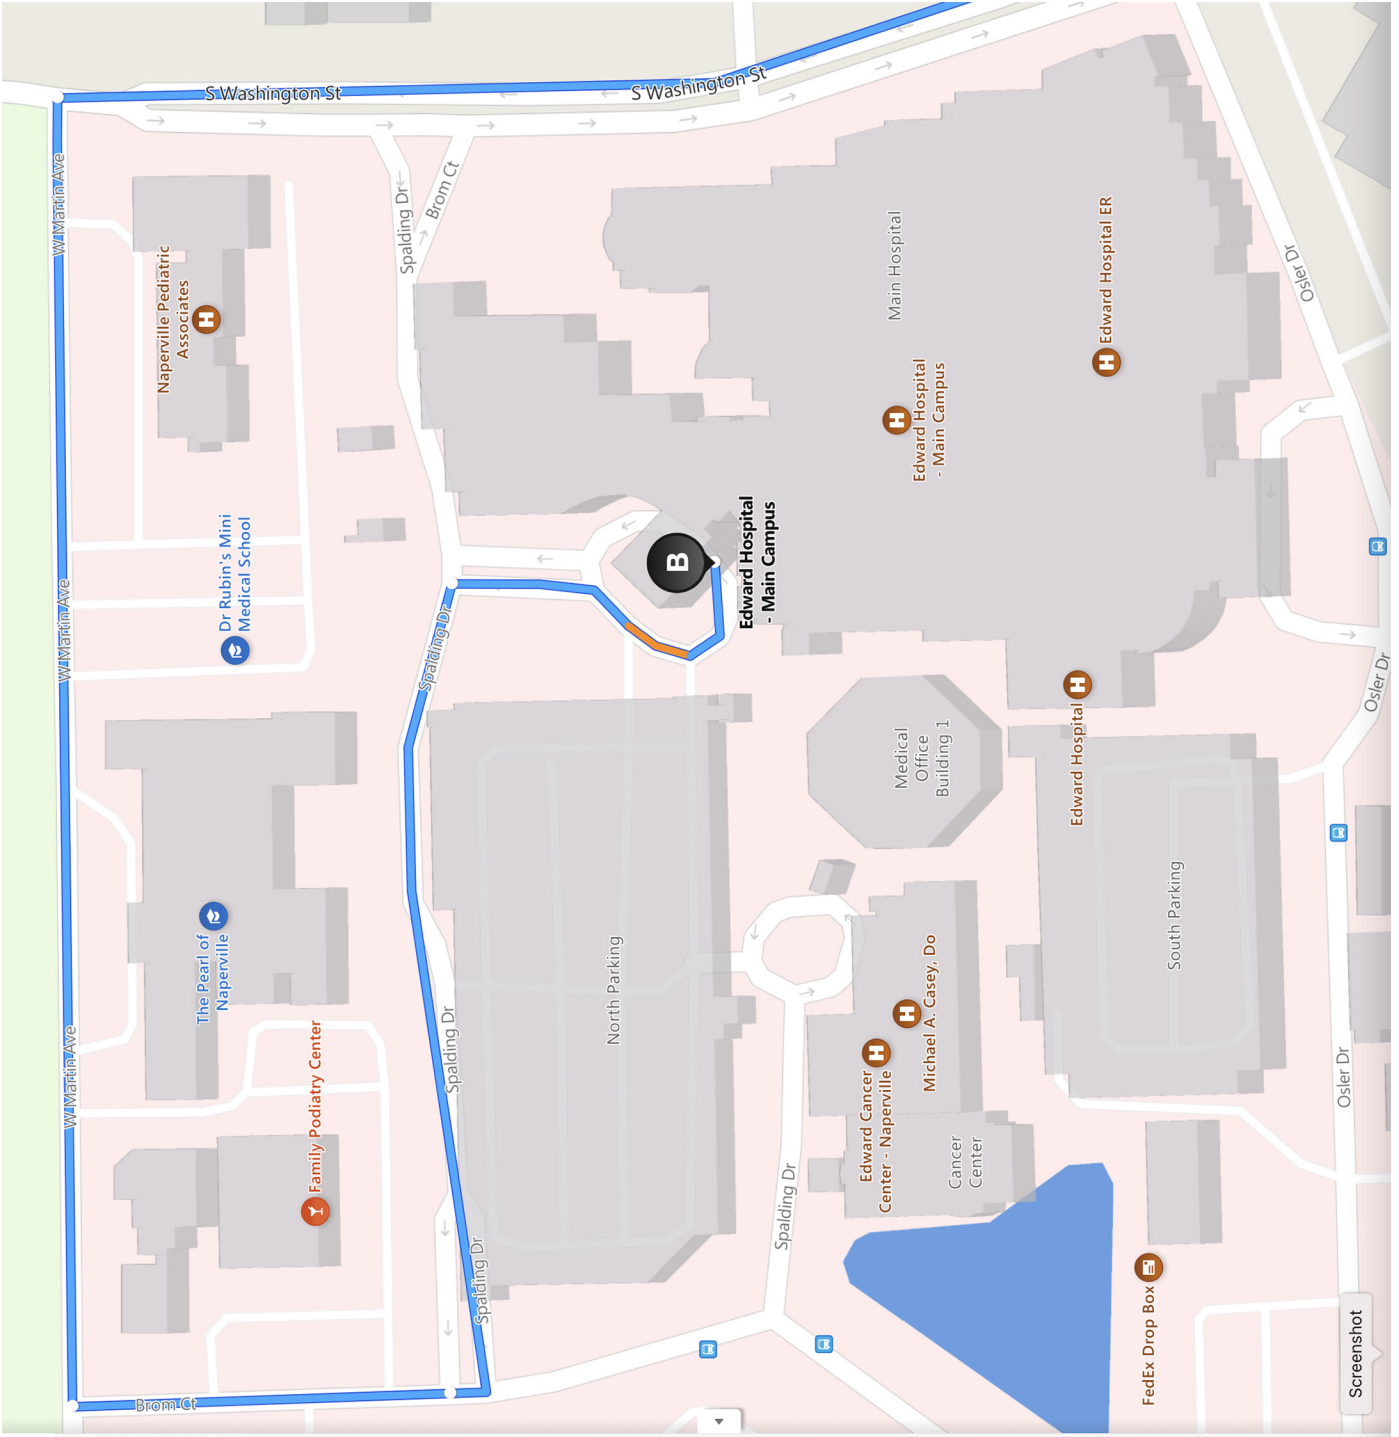 S Washington St
S Washington St
W Martin Ave
Spalding Dr
Brom Ct
Naperville Pediatric
Associates
Main Hospital
Edward Hospital ER
Osler Dr
Edward Hospital
- Main Campus
Dr Rubin's Mini
Medical School
B
Edward Hospital
- Main Campus
W Martin Ave
Spalding Dr
Osler Dr
Edward Hospital
Medical
Office
Building 1
The Pearl of
Naperville
North Parking
South Parking
Michael A. Casey, Do
Edward Cancer
Center - Naperville
Cancer
Center
W Martin Ave
Spalding Dr
Family Podiatry Center
Osler Dr
Spalding Dr
Spalding Dr
FedEx Drop Box
Brom Ct
Screenshot